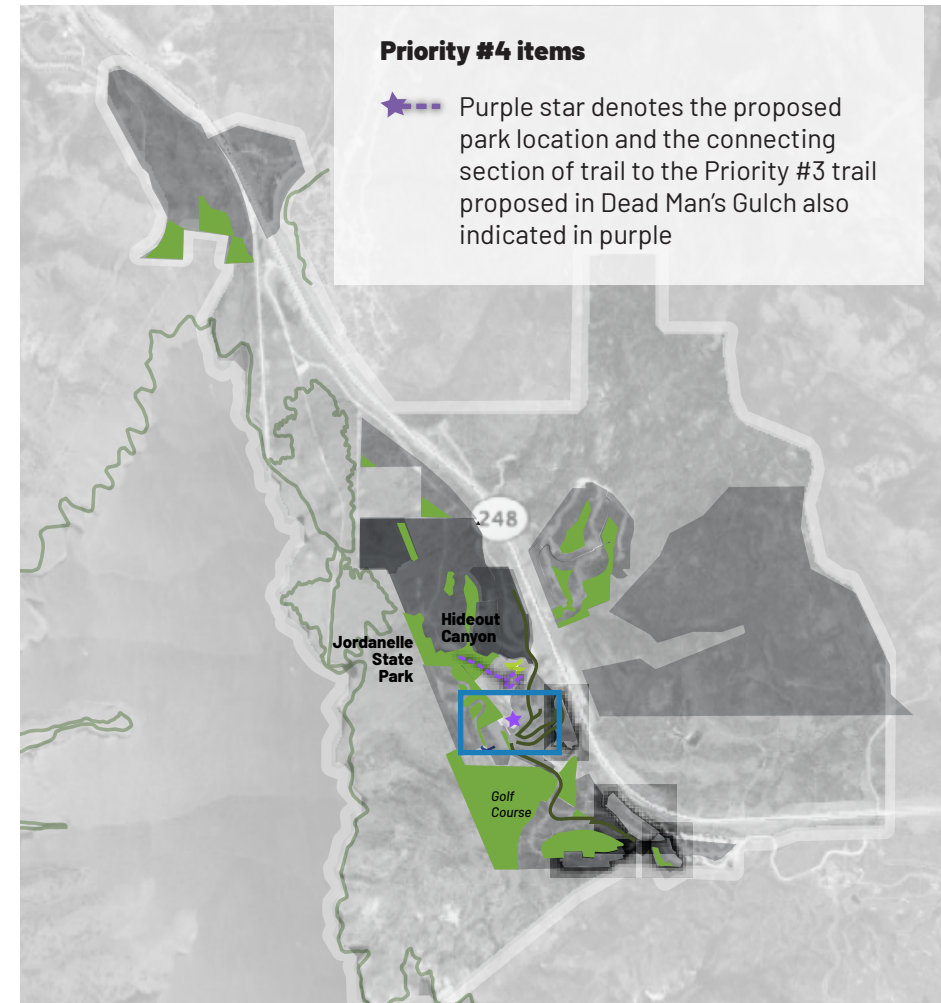 Priority #4 items
Purple star denotes the proposed
park location and the connecting
section of trail to the Priority #3 trail
proposed in Dead Man’s Gulch also
indicated in purple
248
Hideout
Canyon
Jordanelle
State
Park
Golf
Course